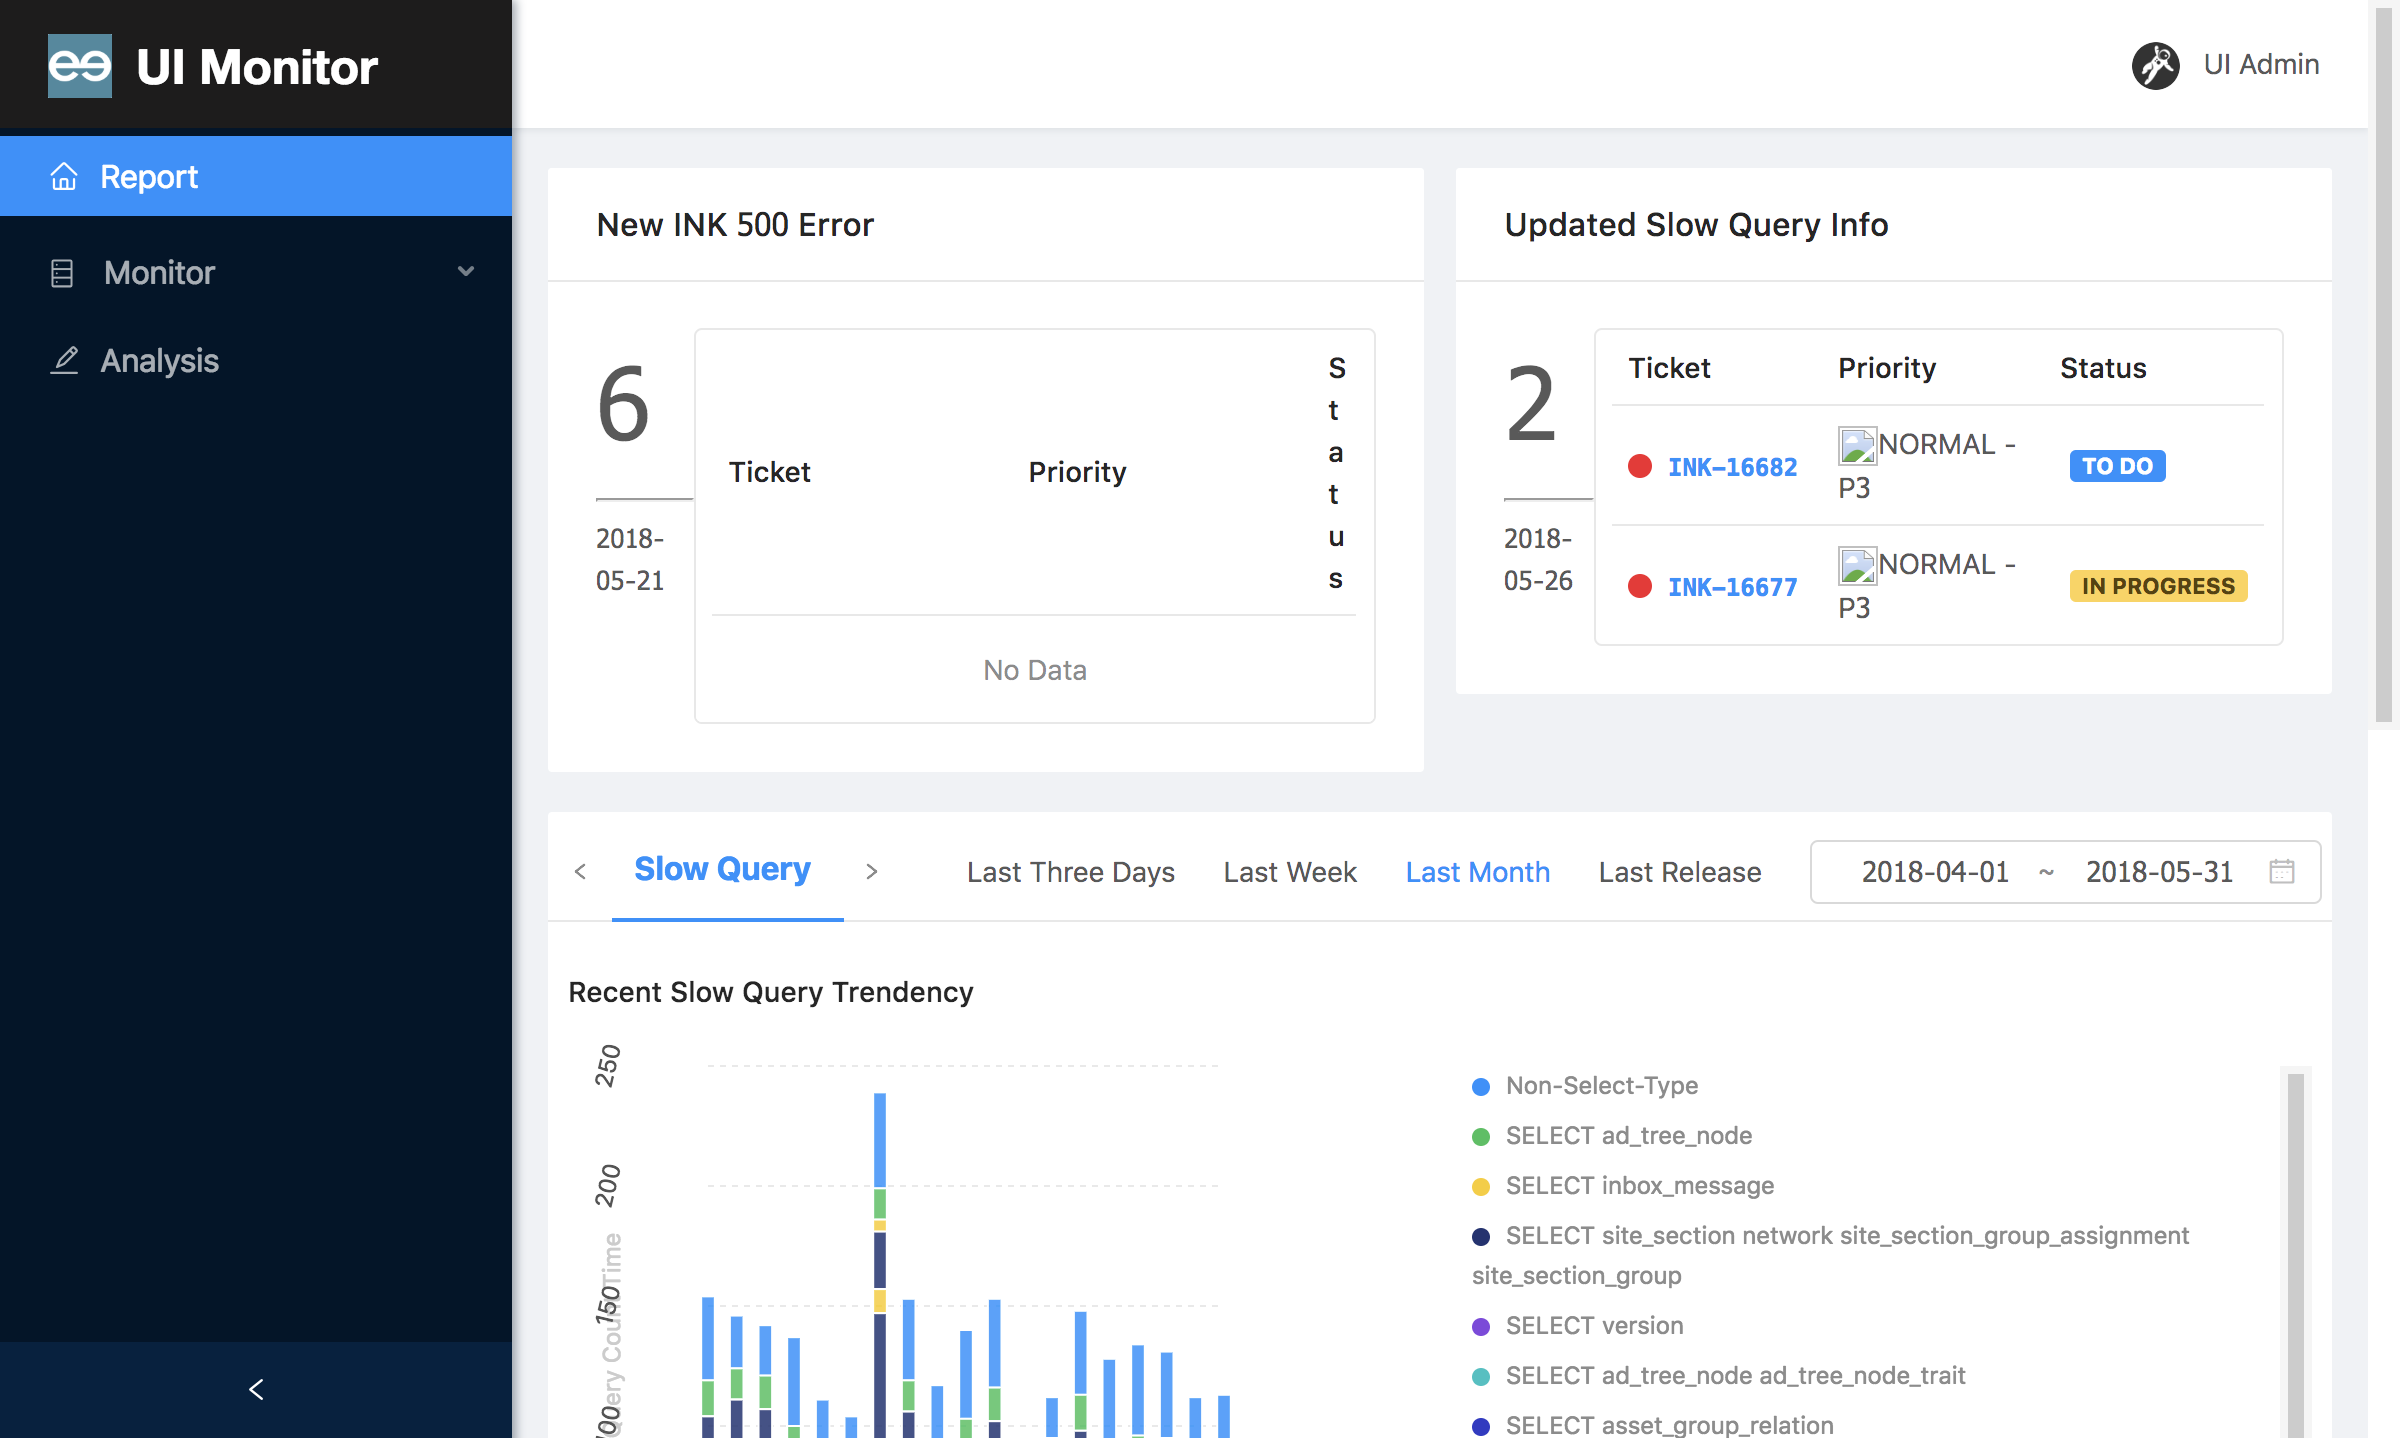 UI Monitor
UI Admin
Report
Monitor
Analysis
New INK 500 Error
6
2018-
05-21
Ticket
Priority
Status
No Data
Updated Slow Query Info
2
2018-
05-26
Ticket
Priority
Status
INK-16682
NORMAL -
P3
TO DO
INK-16677
NORMAL -
P3
IN PROGRESS
Slow Query
Last Three Days
Last Week
Last Month
Last Release
2018-04-01 ~ 2018-05-31
Recent Slow Query Trendency
250
200
150
Query Count Time
Non-Select-Type
SELECT ad_tree_node
SELECT inbox_message
SELECT site_section network site_section_group_assignment
site_section_group
SELECT version
SELECT ad_tree_node ad_tree_node_trait
SELECT asset_group_relation